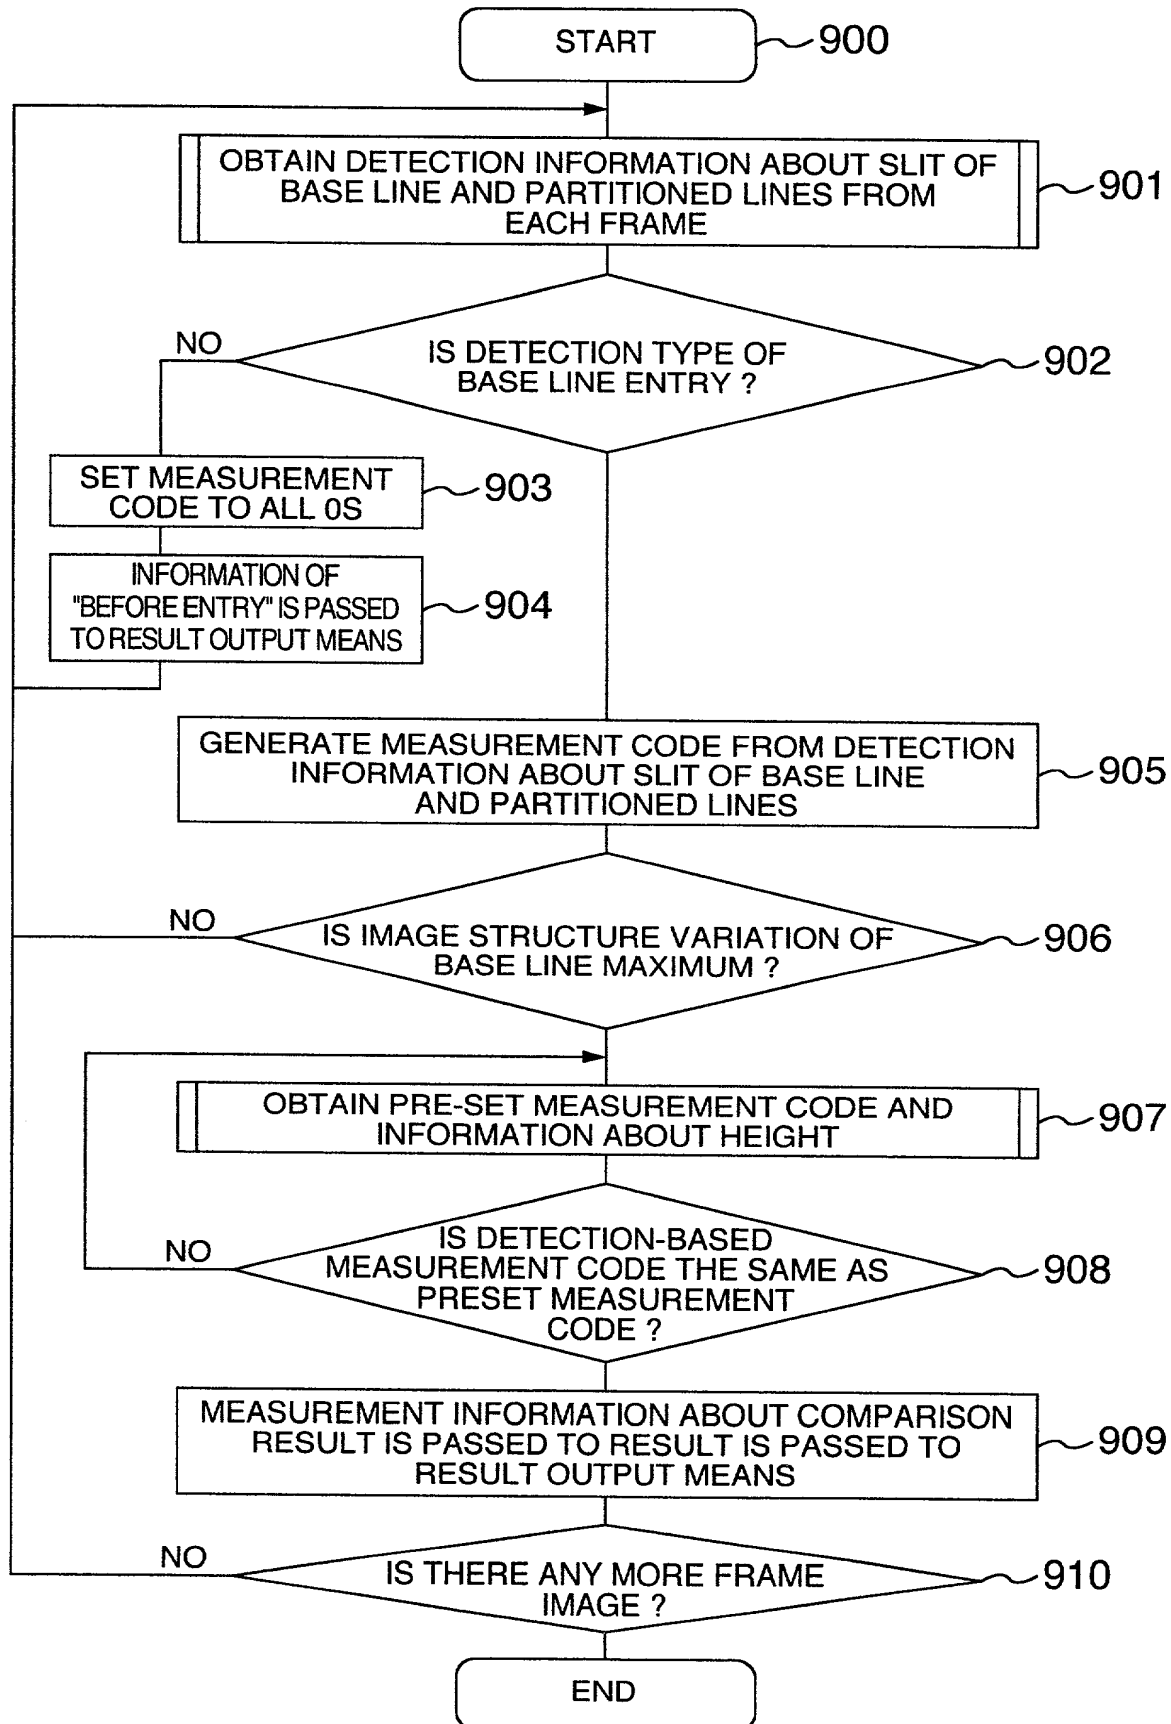 START
900
OBTAIN DETECTION INFORMATION ABOUT SLIT OF
BASE LINE AND PARTITIONED LINES FROM
EACH FRAME
901
NO
IS DETECTION TYPE OF
BASE LINE ENTRY ?
902
SET MEASUREMENT
CODE TO ALL 0S
903
INFORMATION OF
"BEFORE ENTRY" IS PASSED
TO RESULT OUTPUT MEANS
904
GENERATE MEASUREMENT CODE FROM DETECTION
INFORMATION ABOUT SLIT OF BASE LINE
AND PARTITIONED LINES
905
NO
IS IMAGE STRUCTURE VARIATION OF
BASE LINE MAXIMUM ?
906
OBTAIN PRE-SET MEASUREMENT CODE AND
INFORMATION ABOUT HEIGHT
907
NO
IS DETECTION-BASED
MEASUREMENT CODE THE SAME AS
PRESET MEASUREMENT
CODE ?
908
MEASUREMENT INFORMATION ABOUT COMPARISON
RESULT IS PASSED TO RESULT IS PASSED TO
RESULT OUTPUT MEANS
909
NO
IS THERE ANY MORE FRAME
IMAGE ?
910
END